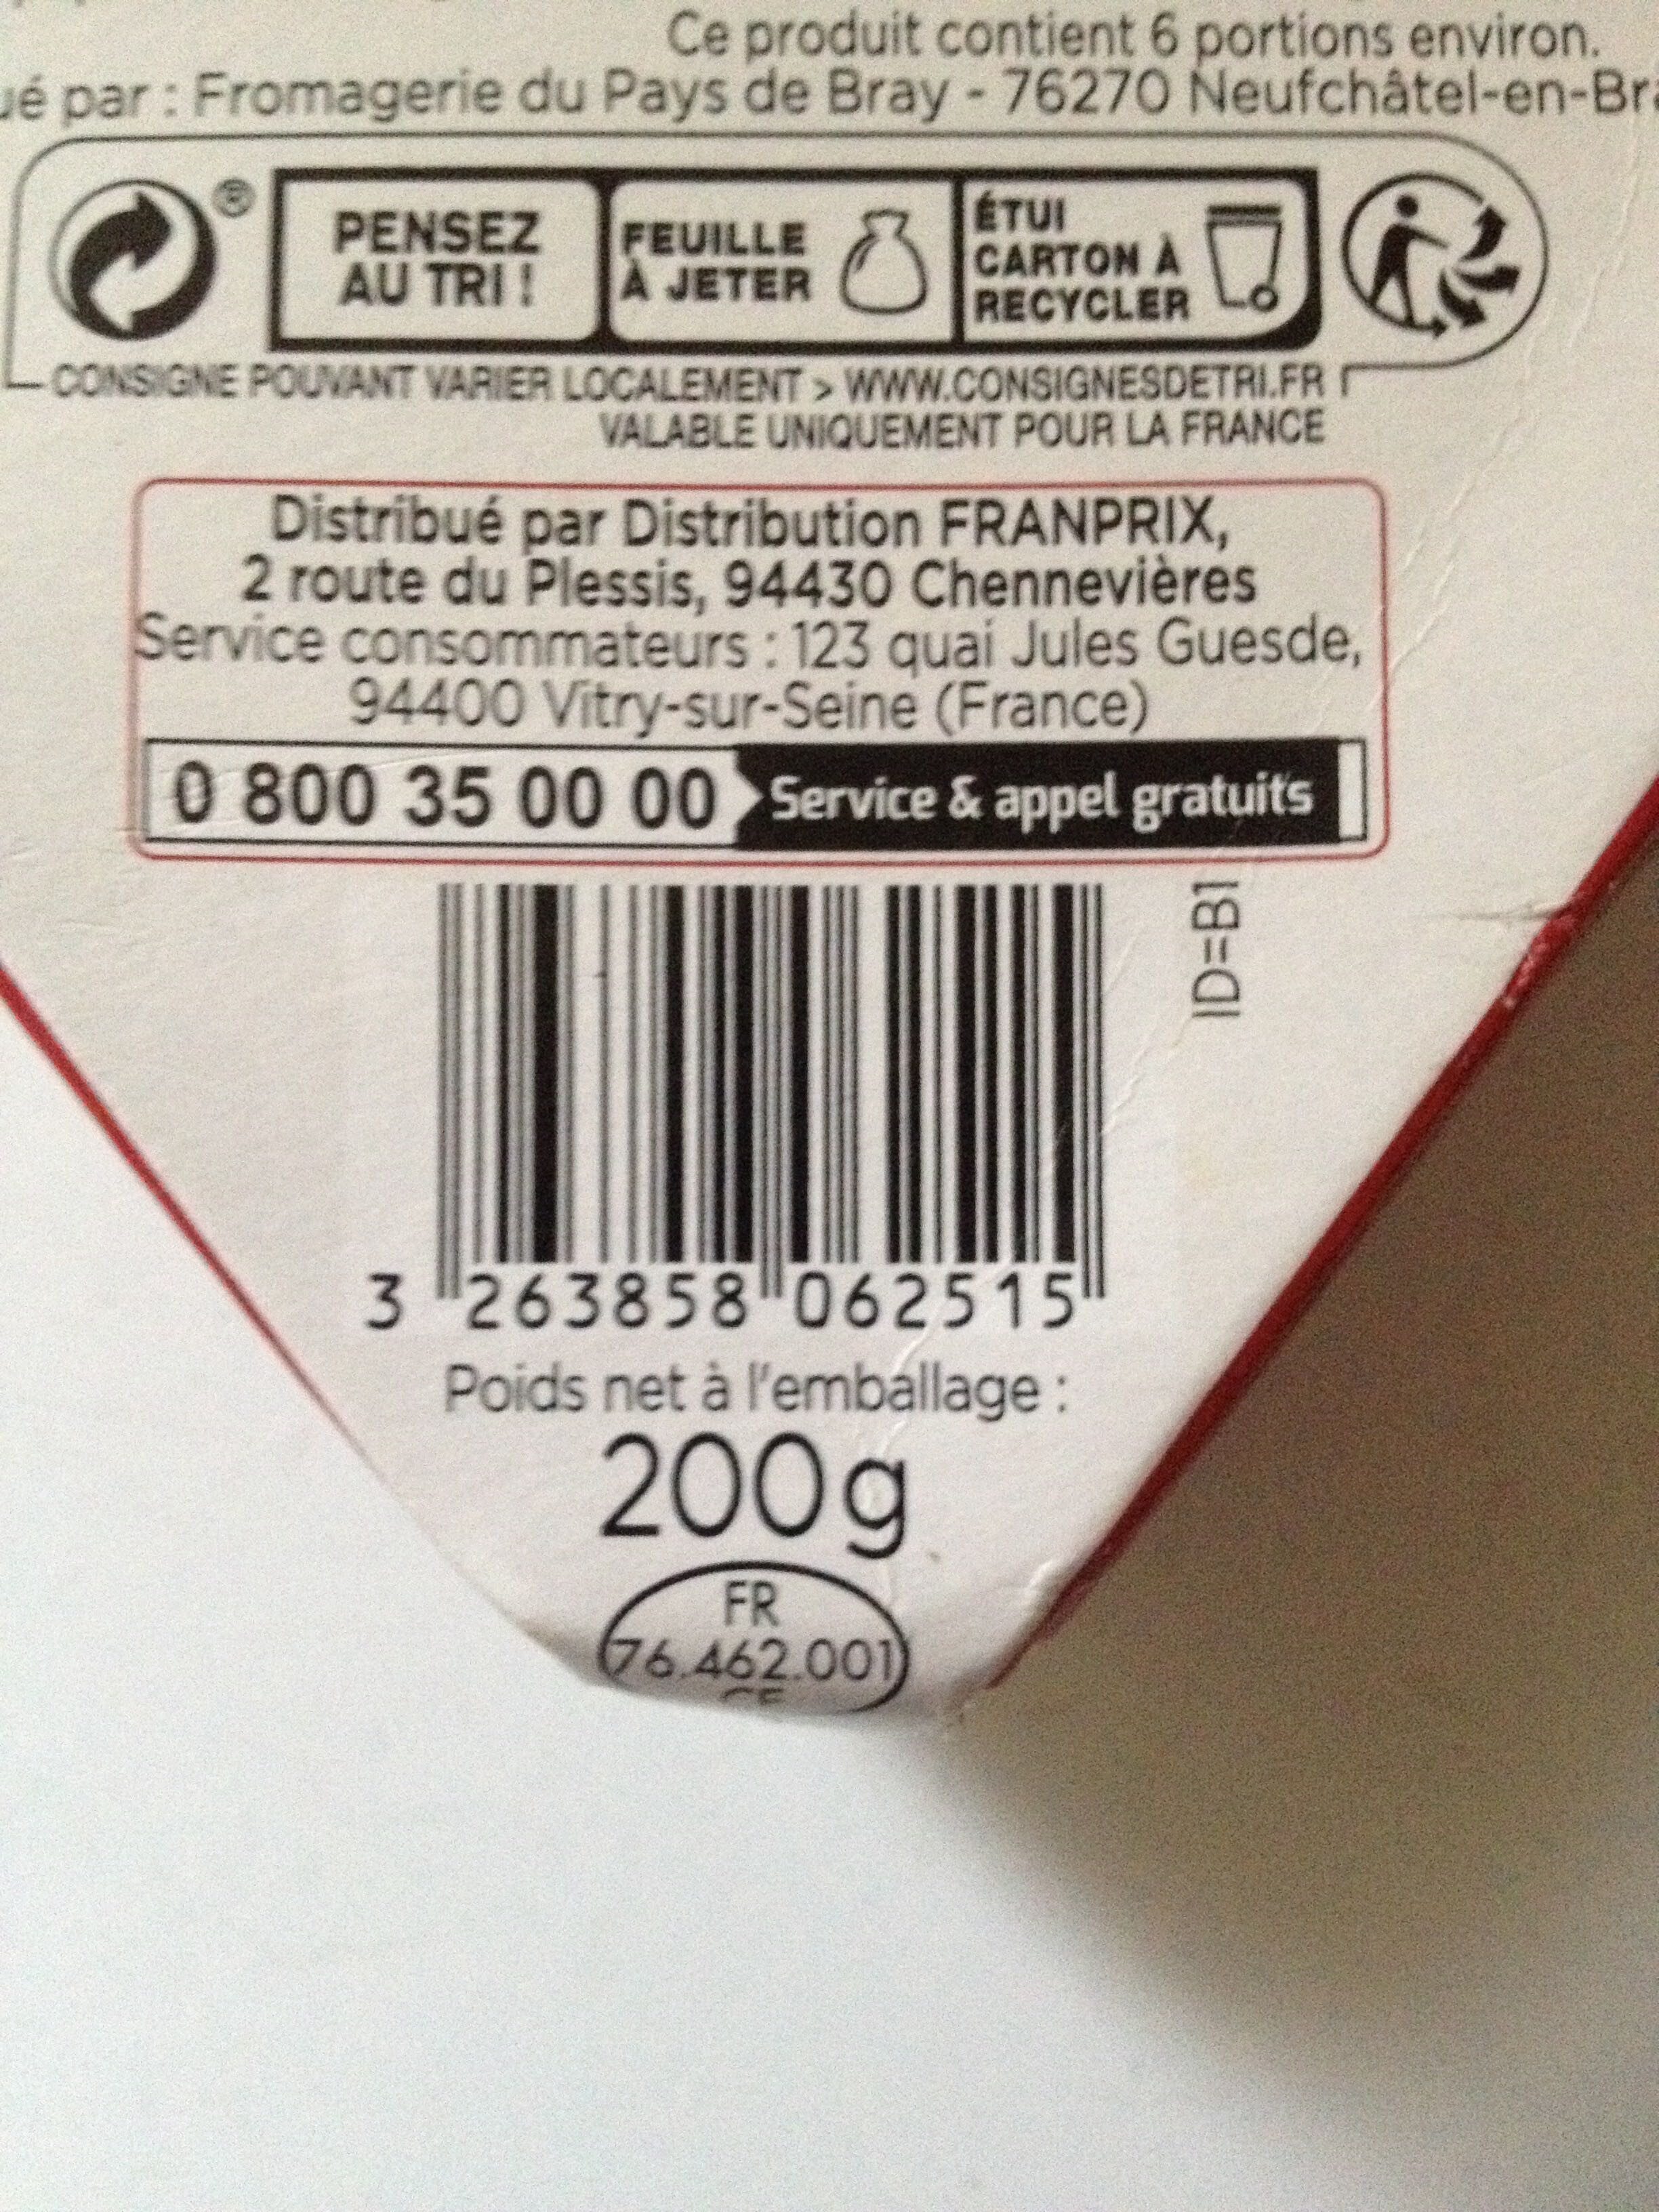 Ce produit contient 6 portions environ.
par : Fromagerie du Pays de Bray - 76270 Neufchâtel-en-
®
PENSEZ
AU TRI !
FEUILLE
À JETER
ÉTUI
CARTON À
RECYCLER
CONSIGNE POUVANT VARIER LOCALEMENT > WWW.CONSIGNESDETRI.FR
VALABLE UNIQUEMENT POUR LA FRANCE
Distribué par Distribution FRANPRIX,
2 route du Plessis, 94430 Chennevières
Service consommateurs : 123 quai Jules Guesde,
94400 Vitry-sur-Seine (France)
0 800 35 00 00 Service & appel gratuits
ID=B1
3 263858 062515
Poids net à l'emballage :
200g
FR
76.462.001
CE